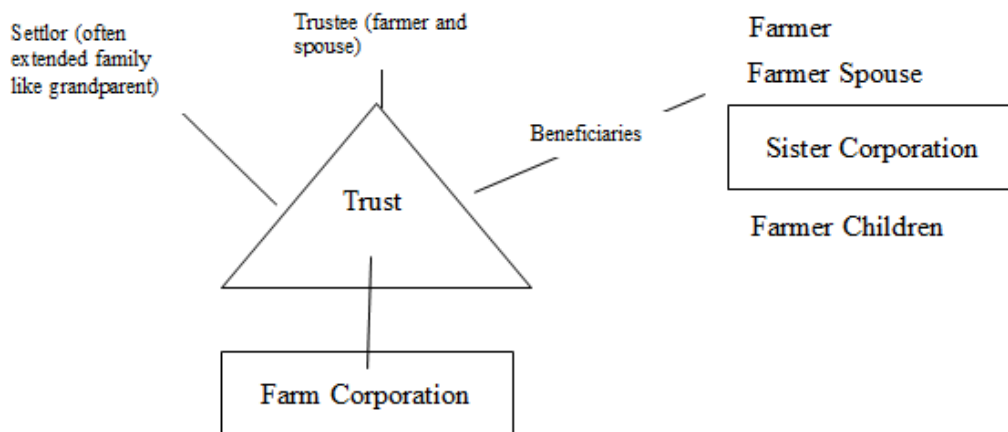 Settlor (often
extended family
like grandparent)
Trustee (farmer and
spouse)
Farmer
Farmer Spouse
Beneficiaries
Sister Corporation
Trust
Farmer Children
Farm Corporation